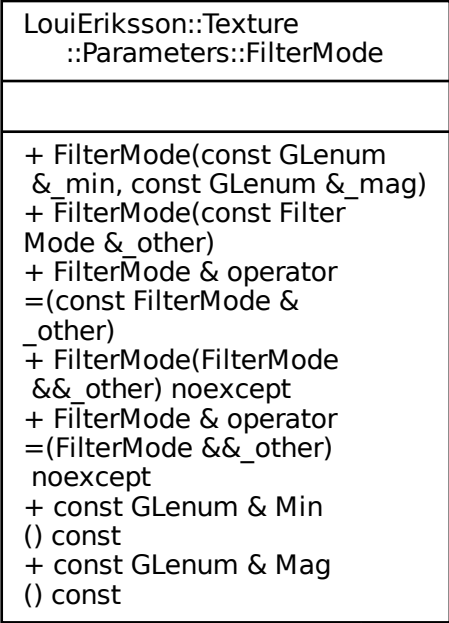 LouiEriksson::Texture
::Parameters::FilterMode
+ FilterMode(const GLenum
&_min, const GLenum &_mag)
+ FilterMode(const Filter
Mode &_other)
+ FilterMode & operator
=(const FilterMode &
_other)
+ FilterMode(FilterMode
&&_other) noexcept
+ FilterMode & operator
=(FilterMode &&_other)
noexcept
+ const GLenum & Min
() const
+ const GLenum & Mag
() const